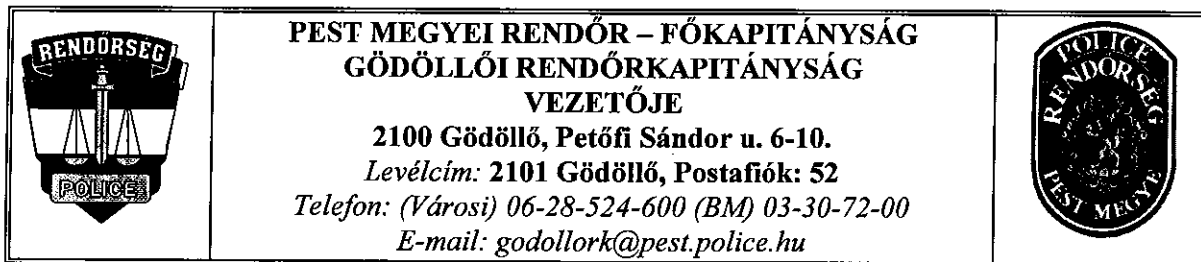 RENDŐRSÉG
POLICE
PEST MEGYEI RENDŐR – FŐKAPITÁNYSÁG
GÖDÖLLŐI RENDŐRKAPITÁNYSÁG
VEZETŐJE
2100 Gödöllő, Petőfi Sándor u. 6-10.
Levélcím: 2101 Gödöllő, Postafiók: 52
Telefon: (Városi) 06-28-524-600 (BM) 03-30-72-00
E-mail: godollork@pest.police.hu
POLICE
RENDŐRSÉG
PEST MEGYE